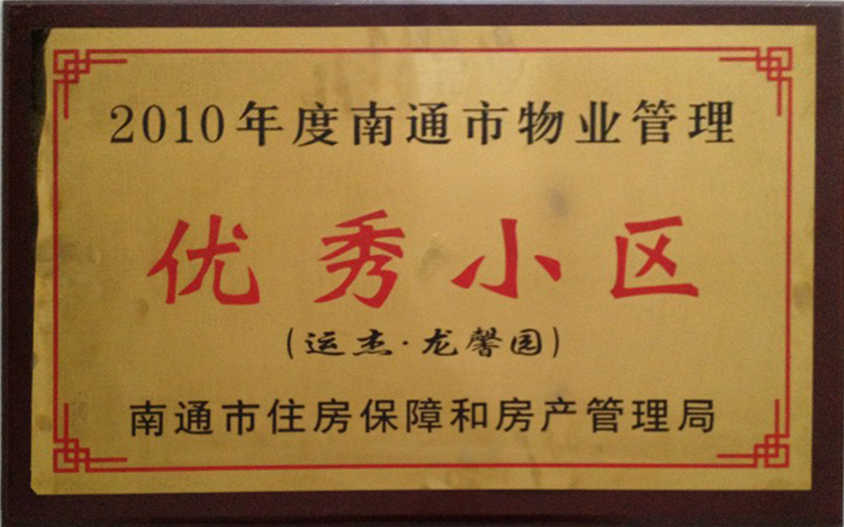 2010年度南通市物业管理
优秀小区
(运杰·龙馨园)
南通市住房保障和房产管理局